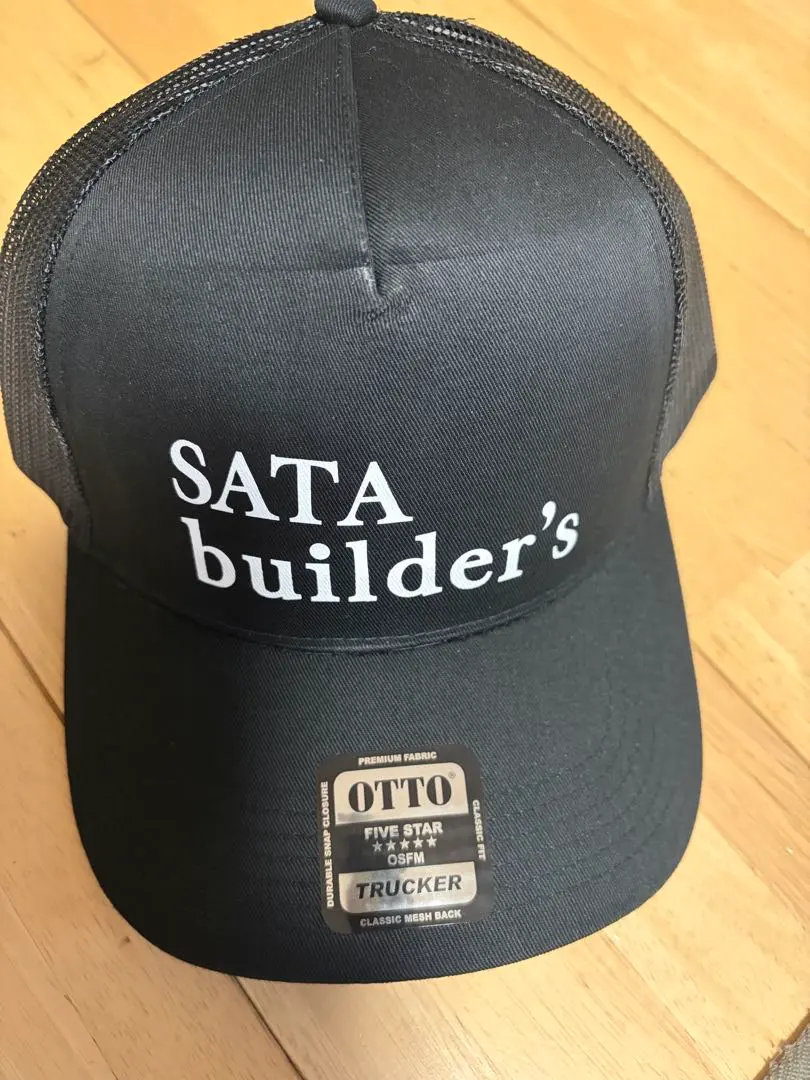 SATA
builder's
PREMIUM FABRIC
DURABLE SNAP CLOSURE
OTTO®
FIVE STAR
★★★★★
OSFM
CLASSIC FIT
TRUCKER
CLASSIC MESH BACK